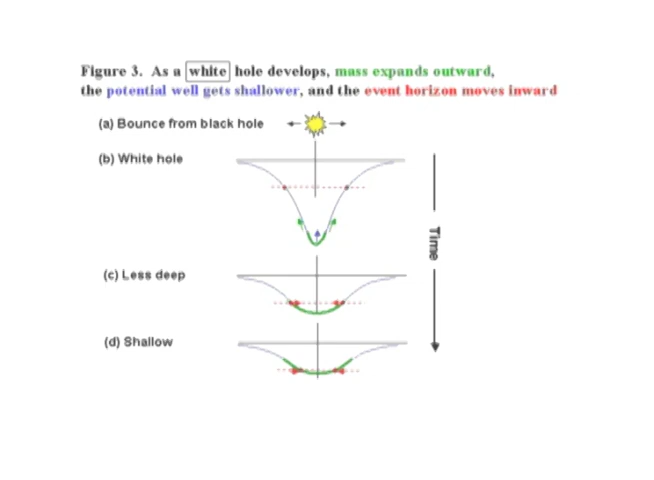 Figure 3. As a white hole develops, mass expands outward,
the potential well gets shallower, and the event horizon moves inward
(a) Bounce from black hole
(b) White hole
Time
(c) Less deep
(d) Shallow